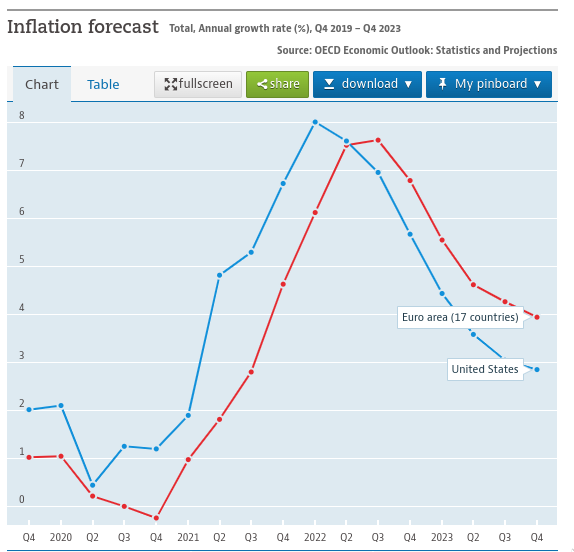 Inflation forecast Total, Annual growth rate (%), Q4 2019 – Q4 2023
Source: OECD Economic Outlook: Statistics and Projections
Chart Table fullscreen share download ▼ My pinboard ▼
8
7
6
5
4
Euro area (17 countries)
3
United States
2
1
0
Q4 2020 Q2 Q3 Q4 2021 Q2 Q3 Q4 2022 Q2 Q3 Q4 2023 Q2 Q3 Q4